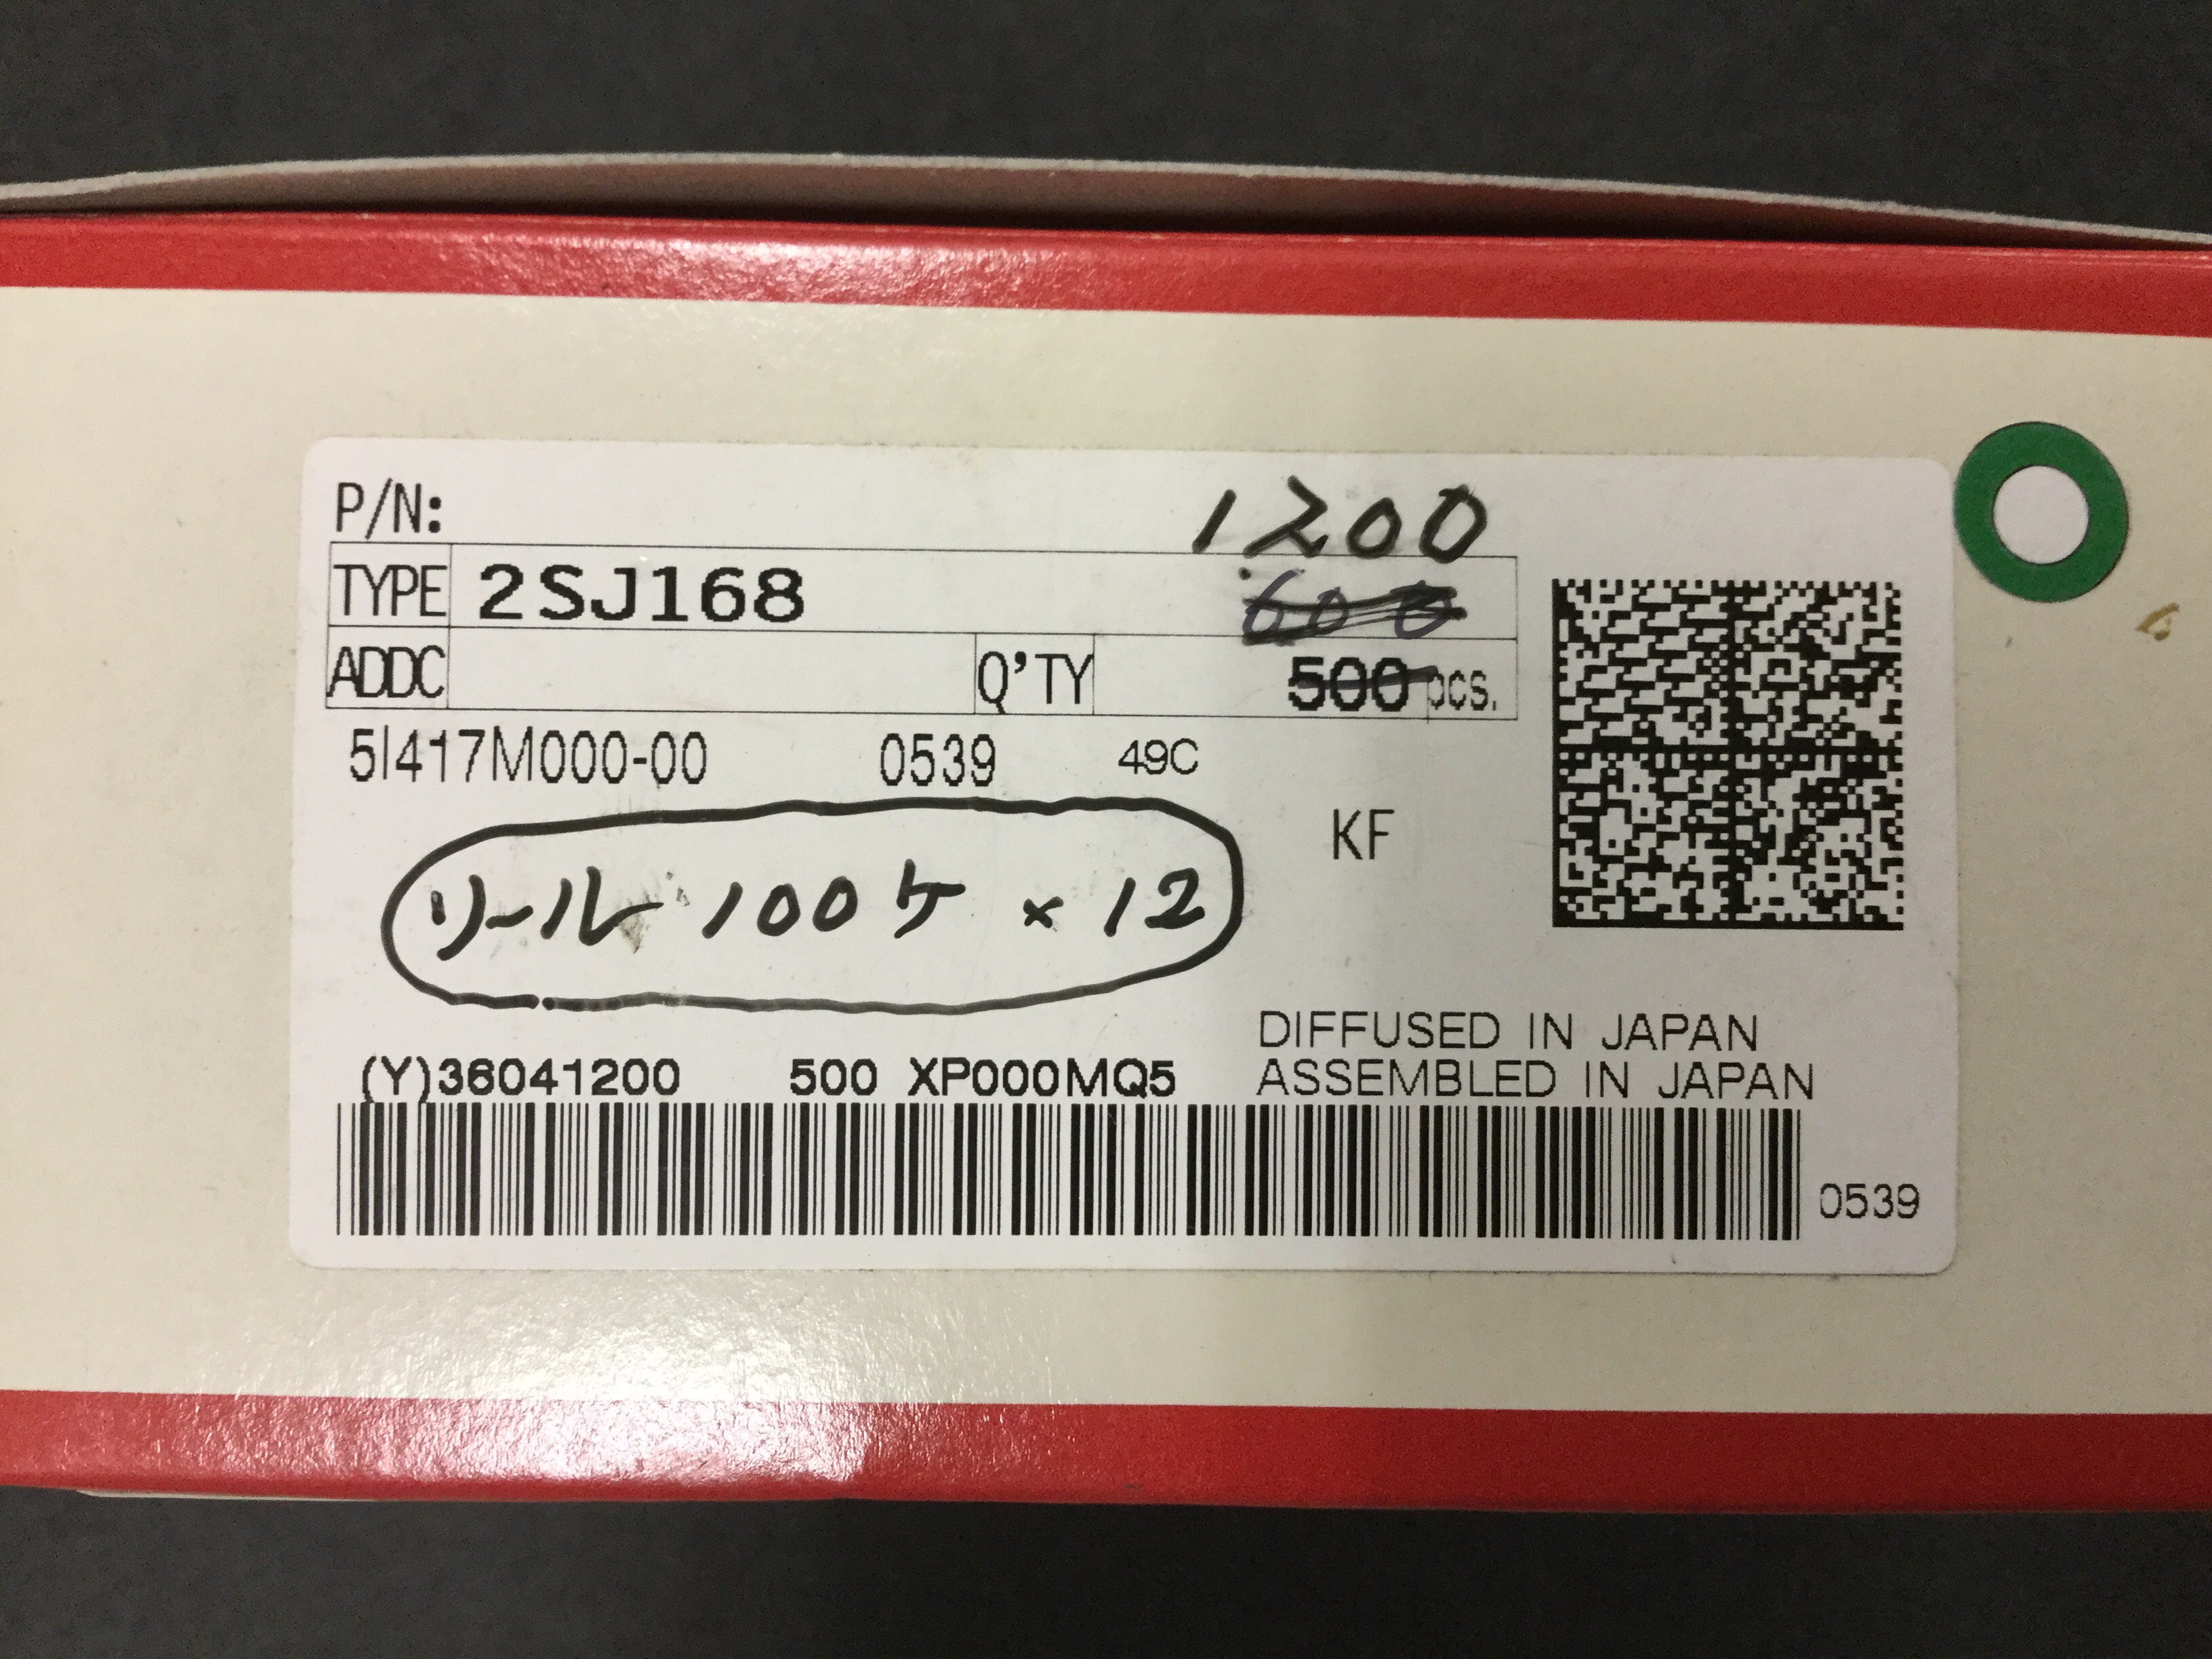 P/N:
1200
TYPE 2SJ168
600
ADDC Q'TY 500 pcs.
5I417M000-00 0539 49C
KF
リール 100ケ × 12
DIFFUSED IN JAPAN
(Y)36041200 500 XP000MQ5 ASSEMBLED IN JAPAN
0539